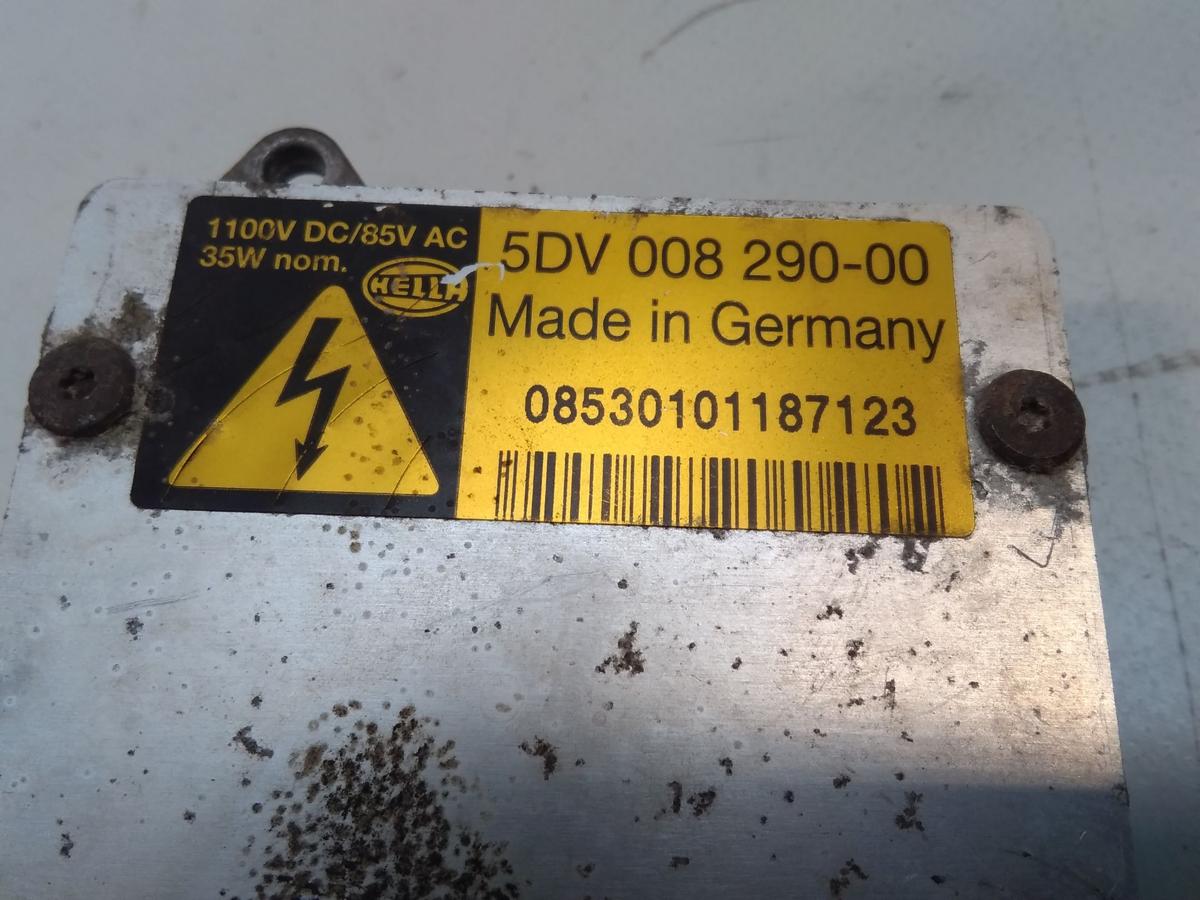 1100V DC/85V AC
35W nom.
HELLA
5DV 008 290-00
Made in Germany
08530101187123